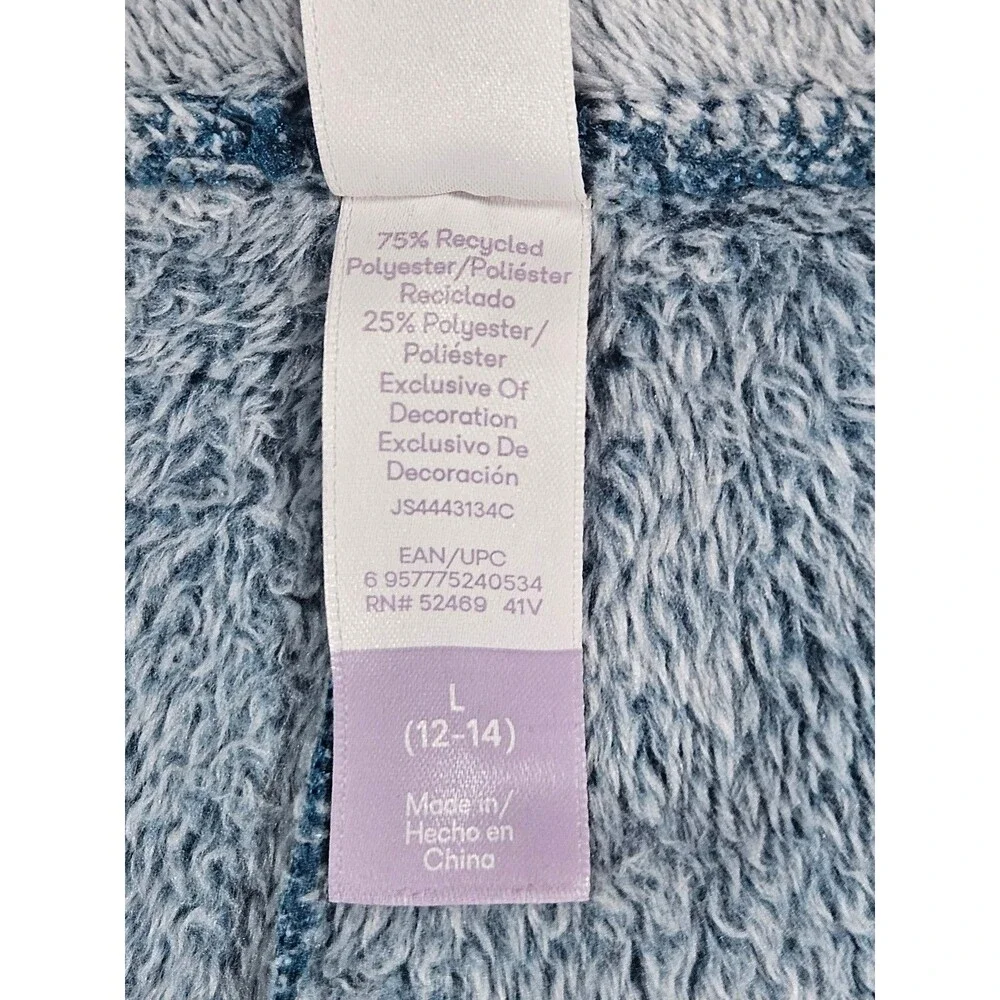 75% Recycled
Polyester/Poliéster
Reciclado
25% Polyester/
Poliéster
Exclusive Of
Decoration
Exclusivo De
Decoración
JS4443134C
EAN/UPC
6 957775240534
RN# 52469 41V
L
(12-14)
Made in/
Hecho en
China